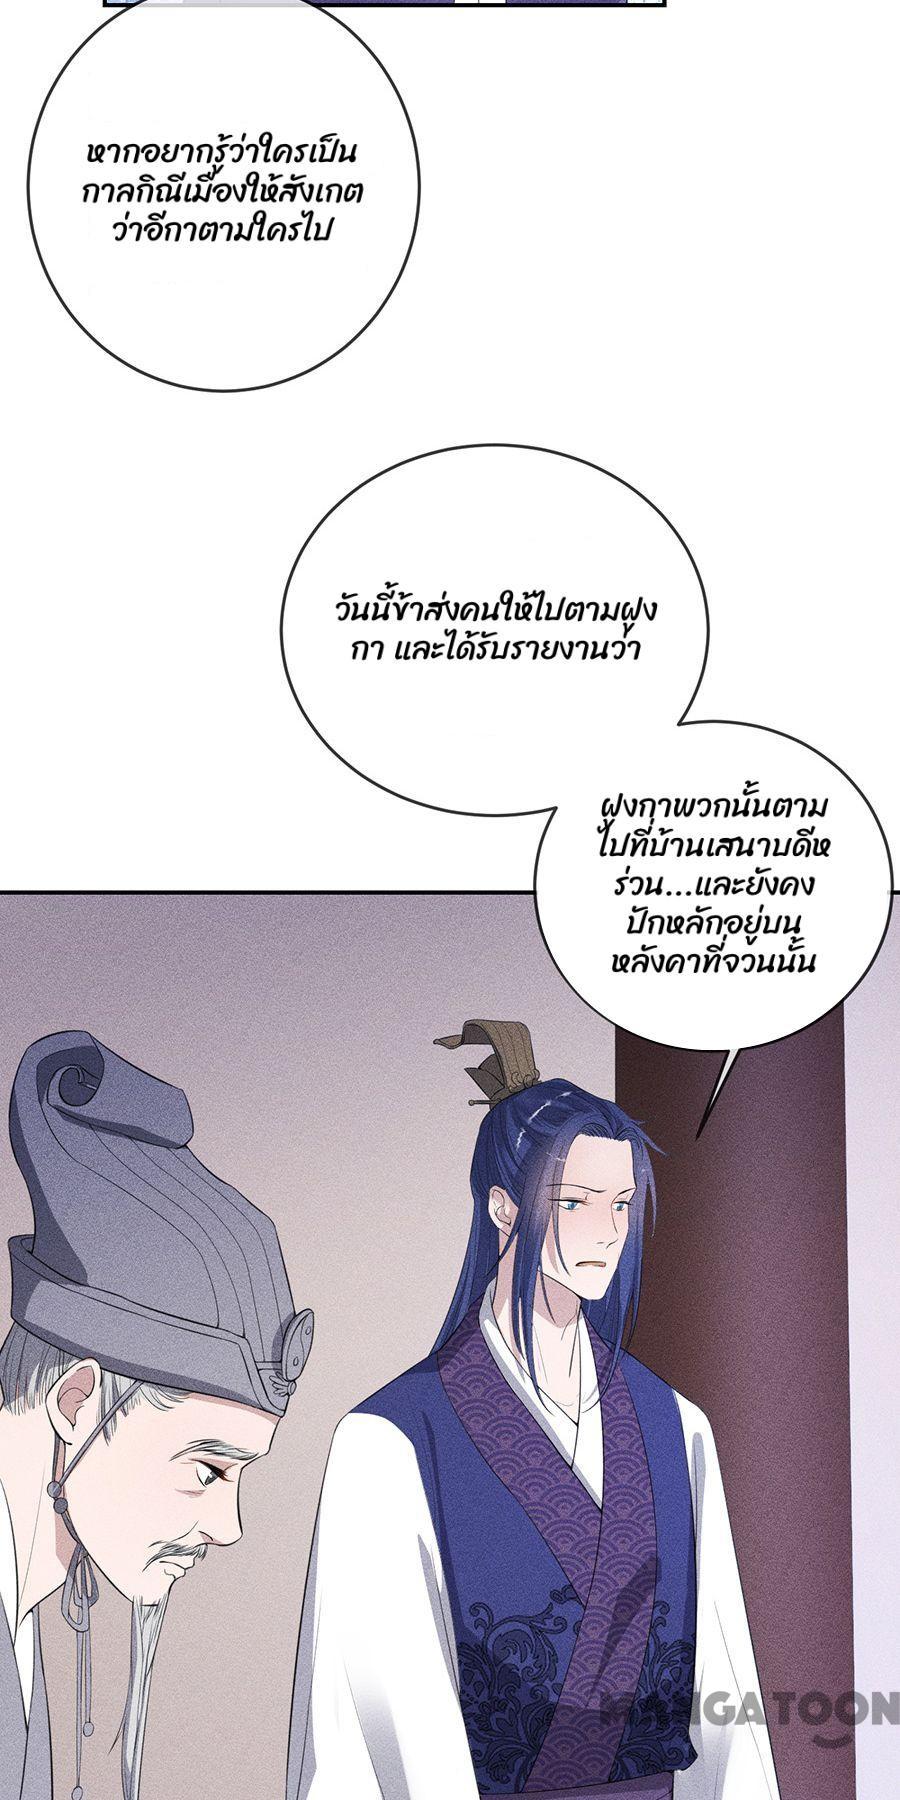 หากอยากรู้ว่าใครเป็น
กาลกิณีเมืองให้สังเกต
ว่าอีกาตามใครไป
วันนี้ข้าส่งคนให้ไปตามฝูง
กา และได้รับรายงานว่า
ฝูงกาพวกนั้นตาม
ไปที่บ้านเสนาบดีห
ร่วน...และยังคง
ปักหลักอยู่บน
หลังคาที่จวนนั้น
MANGATOON